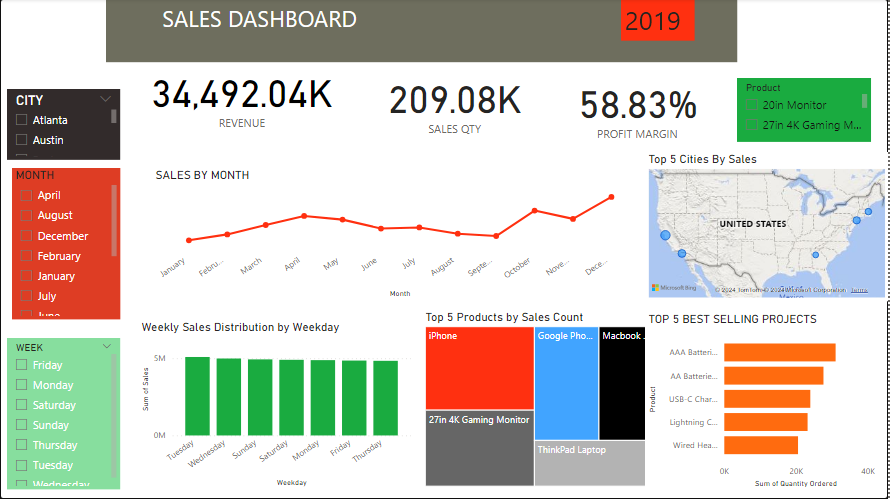 SALES DASHBOARD
2019
34,492.04K
REVENUE
209.08K
SALES QTY
58.83%
PROFIT MARGIN
Product
20in Monitor
27in 4K Gaming M...
CITY
Atlanta
Austin
MONTH
April
August
December
February
January
July
June
WEEK
Friday
Monday
Saturday
Sunday
Thursday
Tuesday
Wednesday
SALES BY MONTH
January
Febru...
March
April
May
June
July
August
Septe...
October
Nove...
Dece...
Month
Top 5 Cities By Sales
UNITED STATES
Microsoft Bing
© 2024 TomTom, © 2024 Microsoft Corporation Terms
Mexico
Weekly Sales Distribution by Weekday
Sum of Sales
5M
0M
Tuesday
Wednesday
Sunday
Saturday
Monday
Friday
Thursday
Weekday
Top 5 Products by Sales Count
iPhone
Google Pho...
Macbook ...
27in 4K Gaming Monitor
ThinkPad Laptop
TOP 5 BEST SELLING PROJECTS
Product
AAA Batteri...
AA Batterie...
USB-C Char...
Lightning C...
Wired Hea...
0K
20K
40K
Sum of Quantity Ordered